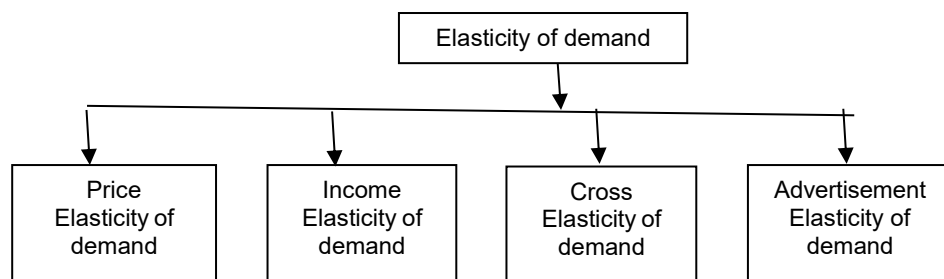 Elasticity of demand
Price
Elasticity of
demand
Income
Elasticity of
demand
Cross
Elasticity of
demand
Advertisement
Elasticity of
demand